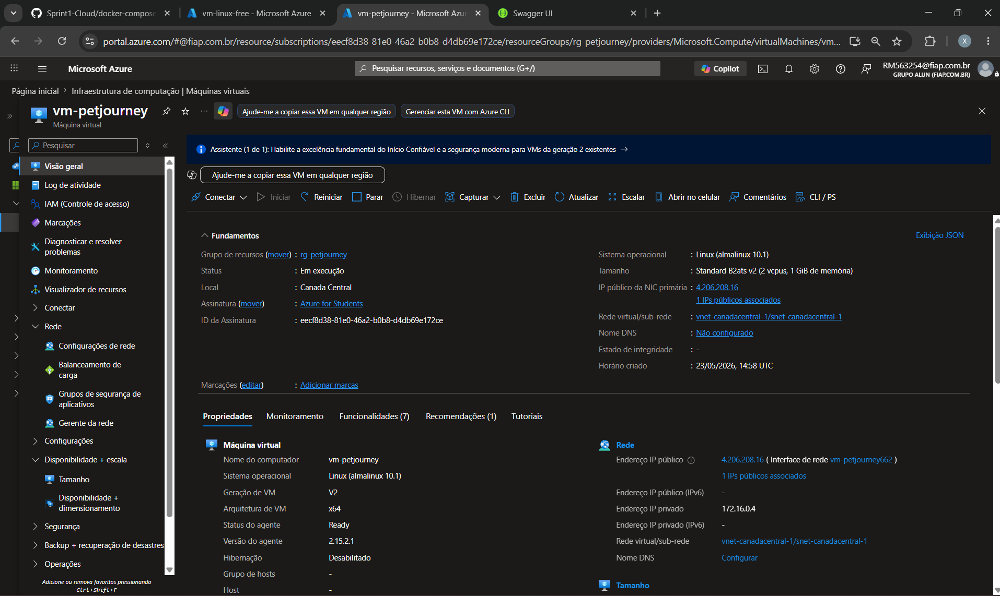 Sprint1-Cloud/docker-compose
vm-linux-free - Microsoft Azure
vm-petjourney - Microsoft Azur
Swagger UI
portal.azure.com/#@fiap.com.br/resource/subscriptions/eecf8d38-81e0-46a2-b0b8-d4db69e172ce/resourceGroups/rg-petjourney/providers/Microsoft.Compute/virtualMachines/vm...
X
Microsoft Azure
Pesquisar recursos, serviços e documentos (G+/)
Copilot
RM563254@fiap.com.br
GRUPO ALUN (FIAP.COM.BR)
Página inicial > Infraestrutura de computação | Máquinas virtuais
vm-petjourney
Máquina virtual
Ajude-me a copiar essa VM em qualquer região
Gerenciar esta VM com Azure CLI
Pesquisar
Visão geral
Log de atividade
IAM (Controle de acesso)
Marcações
Diagnosticar e resolver
problemas
Monitoramento
Visualizador de recursos
Conectar
Rede
Configurações de rede
Balanceamento de
carga
Grupos de segurança de
aplicativos
Gerente da rede
Configurações
Disponibilidade + escala
Tamanho
Disponibilidade +
dimensionamento
Segurança
Backup + recuperação de desastres
Operações
Adicione ou remova favoritos pressionando
Ctrl+Shift+F
Assistente (1 de 1): Habilite a excelência fundamental do Início Confiável e a segurança moderna para VMs da geração 2 existentes →
Ajude-me a copiar essa VM em qualquer região
Conectar Iniciar Reiniciar Parar Hibernar Capturar Excluir Atualizar Escalar Abrir no celular Comentários CLI / PS
Fundamentos
Exibição JSON
Grupo de recursos (mover) : rg-petjourney
Status : Em execução
Local : Canada Central
Assinatura (mover) : Azure for Students
ID da Assinatura : eecf8d38-81e0-46a2-b0b8-d4db69e172ce
Sistema operacional : Linux (almalinux 10.1)
Tamanho : Standard B2ats v2 (2 vcpus, 1 GiB de memória)
IP público da NIC primária : 4.206.208.16
1 IPs públicos associados
Rede virtual/sub-rede : vnet-canadacentral-1/snet-canadacentral-1
Nome DNS : Não configurado
Estado de integridade : -
Horário criado : 23/05/2026, 14:58 UTC
Marcações (editar) : Adicionar marcas
Propriedades Monitoramento Funcionalidades (7) Recomendações (1) Tutoriais
Máquina virtual
Nome do computador vm-petjourney
Sistema operacional Linux (almalinux 10.1)
Geração de VM V2
Arquitetura de VM x64
Status do agente Ready
Versão do agente 2.15.2.1
Hibernação Desabilitado
Grupo de hosts -
Host -
Rede
Endereço IP público 4.206.208.16 ( Interface de rede vm-petjourney662 )
1 IPs públicos associados
Endereço IP público (IPv6) -
Endereço IP privado 172.16.0.4
Endereço IP privado (IPv6) -
Rede virtual/sub-rede vnet-canadacentral-1/snet-canadacentral-1
Nome DNS Configurar
Tamanho